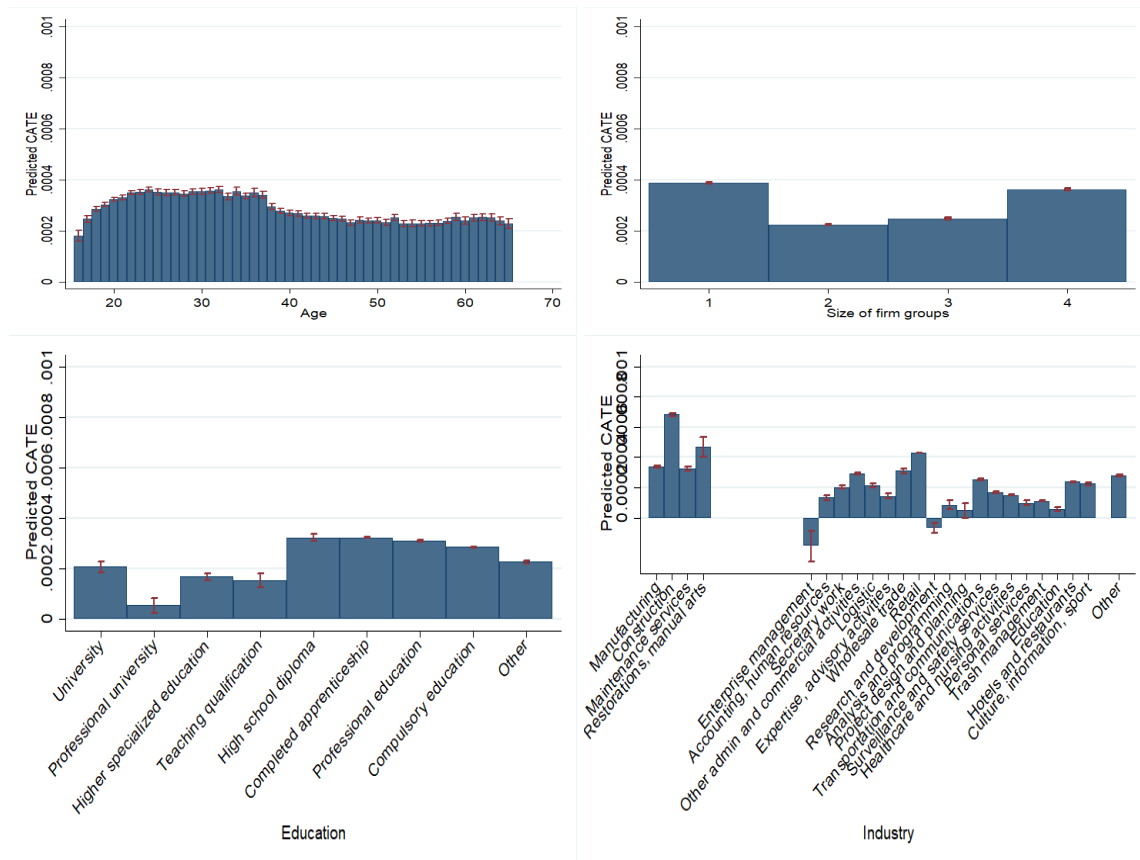 Predicted CATE
0 .0002 .0004 .0006 .0008 .001
20 30 40 50 60 70
Age
Predicted CATE
0 .0002 .0004 .0006 .0008 .001
1 2 3 4
Size of firm groups
Predicted CATE
0 .0002 .0004 .0006 .0008 .001
University
Professional university
Higher specialized education
Teaching qualification
High school diploma
Completed apprenticeship
Professional education
Compulsory education
Other
Education
Predicted CATE
0 .0002 .0004 .0006 .0008 .001
Manufacturing
Construction
Maintenance services
Restorations, manual arts
Enterprise management
Accounting, human resources
Secretary work
Other admin and commercial activities
Logistic
Expertise, advisory activities
Wholesale trade
Retail
Research and development
Analysis and programming
Project design and planning
Transportation and communications
Surveillance and safety services
Healthcare and nursing activities
Personal services
Trash management
Education
Hotels and restaurants
Culture, information, sport
Other
Industry